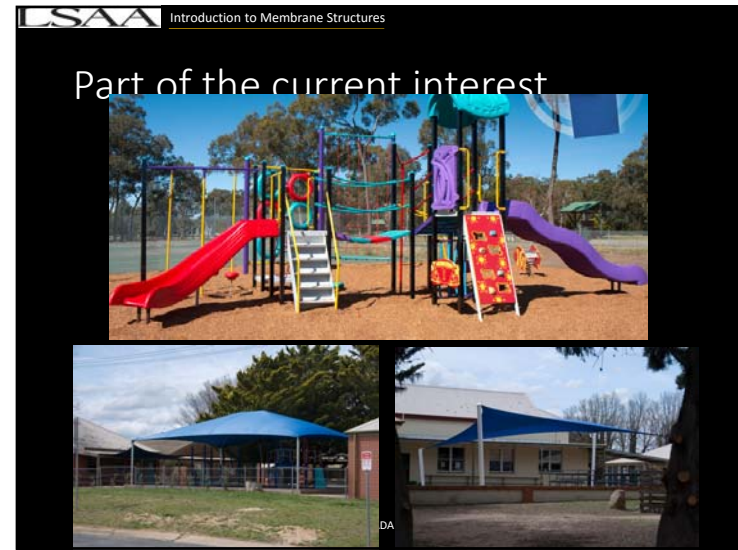 LSAA
Introduction to Membrane Structures
Part of the current interest
DA